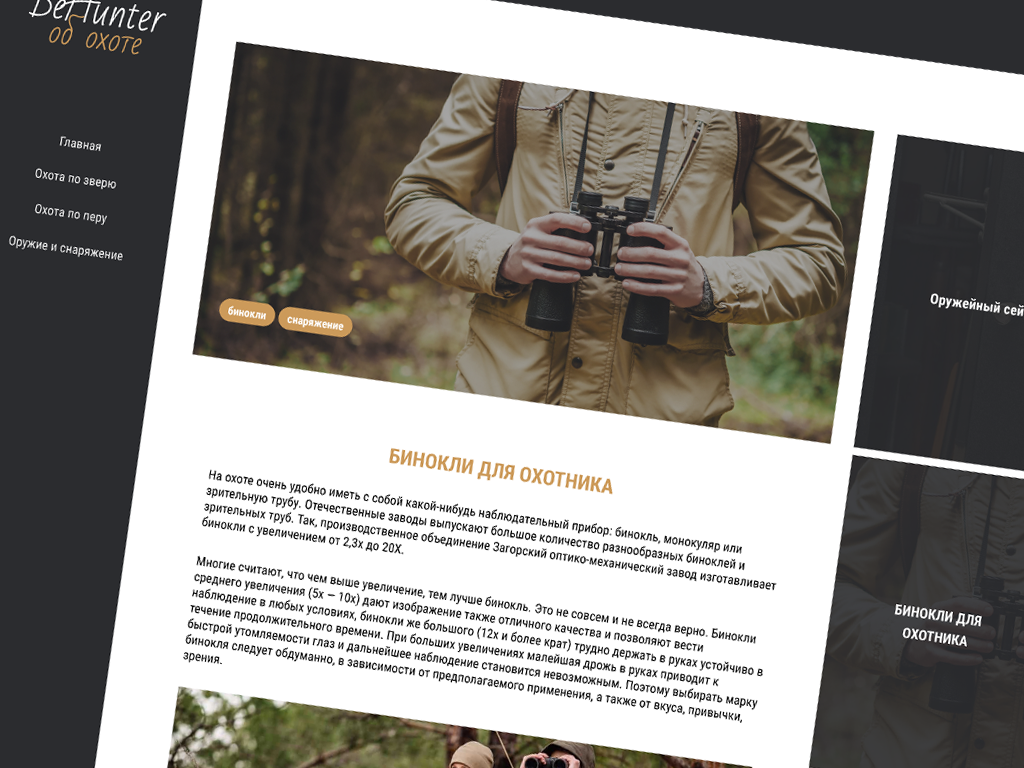 BeHunter
об охоте
Главная
Охота по зверю
Охота по перу
Оружие и снаряжение
бинокли
снаряжение
БИНОКЛИ ДЛЯ ОХОТНИКА
На охоте очень удобно иметь с собой какой-нибудь наблюдательный прибор: бинокль, монокуляр или
зрительную трубу. Отечественные заводы выпускают большое количество разнообразных биноклей и
зрительных труб. Так, производственное объединение Загорский оптико-механический завод изготавливает
бинокли с увеличением от 2,3х до 20Х.
Многие считают, что чем выше увеличение, тем лучше бинокль. Это не совсем и не всегда верно. Бинокли
среднего увеличения (5х — 10х) дают изображение также отличного качества и позволяют вести
наблюдение в любых условиях, бинокли же большого (12х и более крат) трудно держать в руках устойчиво в
течение продолжительного времени. При больших увеличениях малейшая дрожь в руках приводит к
быстрой утомляемости глаз и дальнейшее наблюдение становится невозможным. Поэтому выбирать марку
бинокля следует обдуманно, в зависимости от предполагаемого применения, а также от вкуса, привычки,
зрения.
Оружейный сей
БИНОКЛИ ДЛЯ
ОХОТНИКА